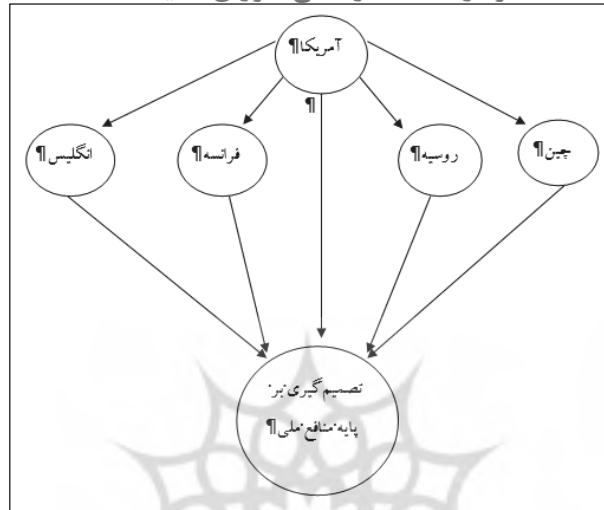 آمریکا¶
¶
چین¶
روسیه¶
فرانسه¶
انگلیس¶
تصمیم‌گیری·بر·
پایه·منافع·ملی¶